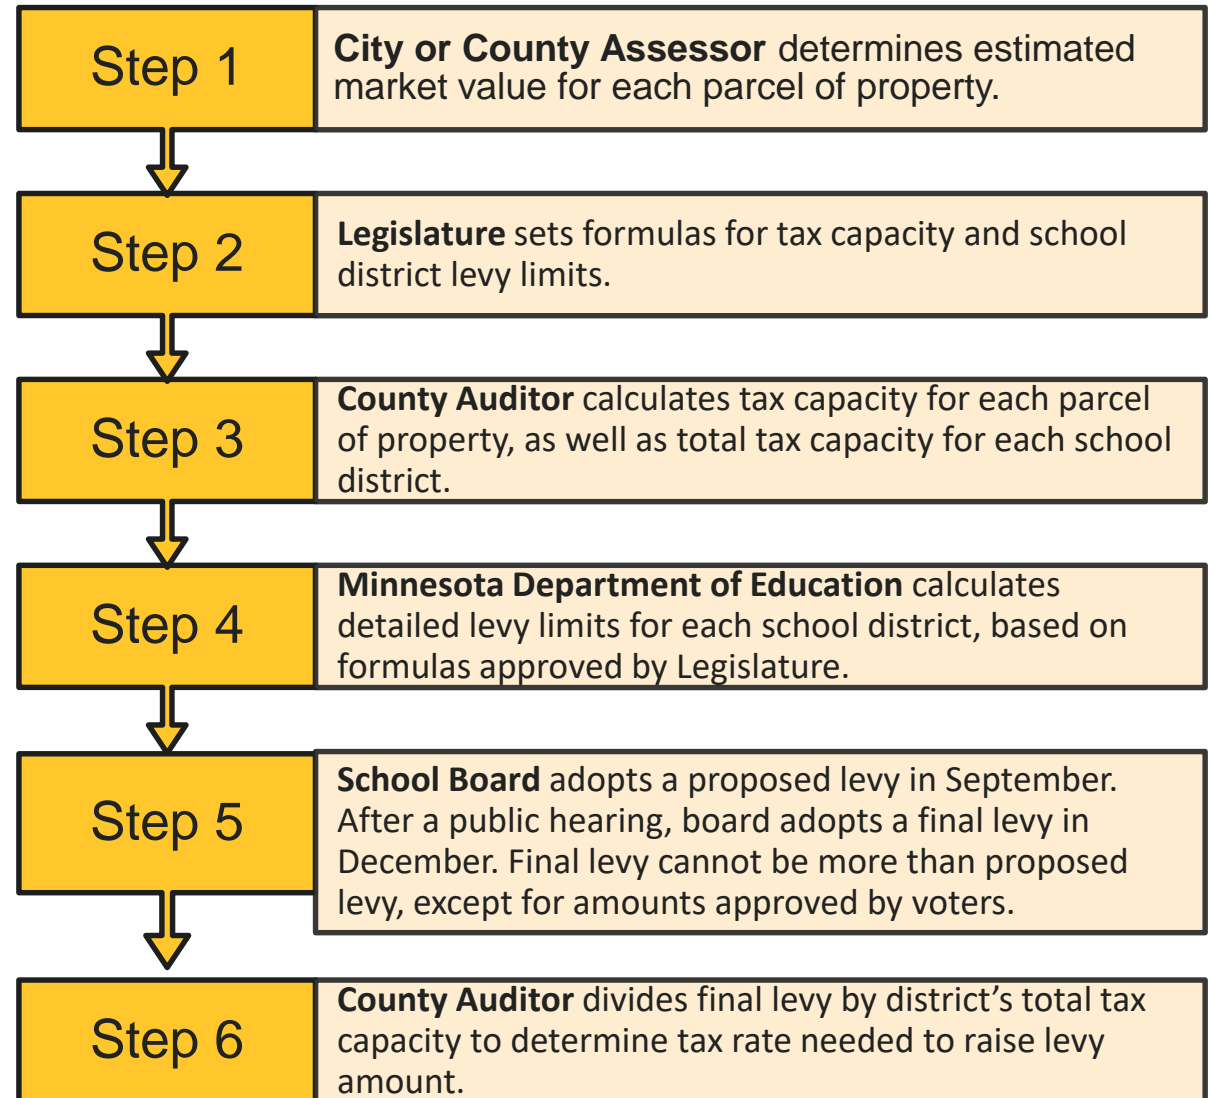 Step 1
City or County Assessor determines estimated
market value for each parcel of property.
Step 2
Legislature sets formulas for tax capacity and school
district levy limits.
Step 3
County Auditor calculates tax capacity for each parcel
of property, as well as total tax capacity for each school
district.
Step 4
Minnesota Department of Education calculates
detailed levy limits for each school district, based on
formulas approved by Legislature.
Step 5
School Board adopts a proposed levy in September.
After a public hearing, board adopts a final levy in
December. Final levy cannot be more than proposed
levy, except for amounts approved by voters.
Step 6
County Auditor divides final levy by district’s total tax
capacity to determine tax rate needed to raise levy
amount.